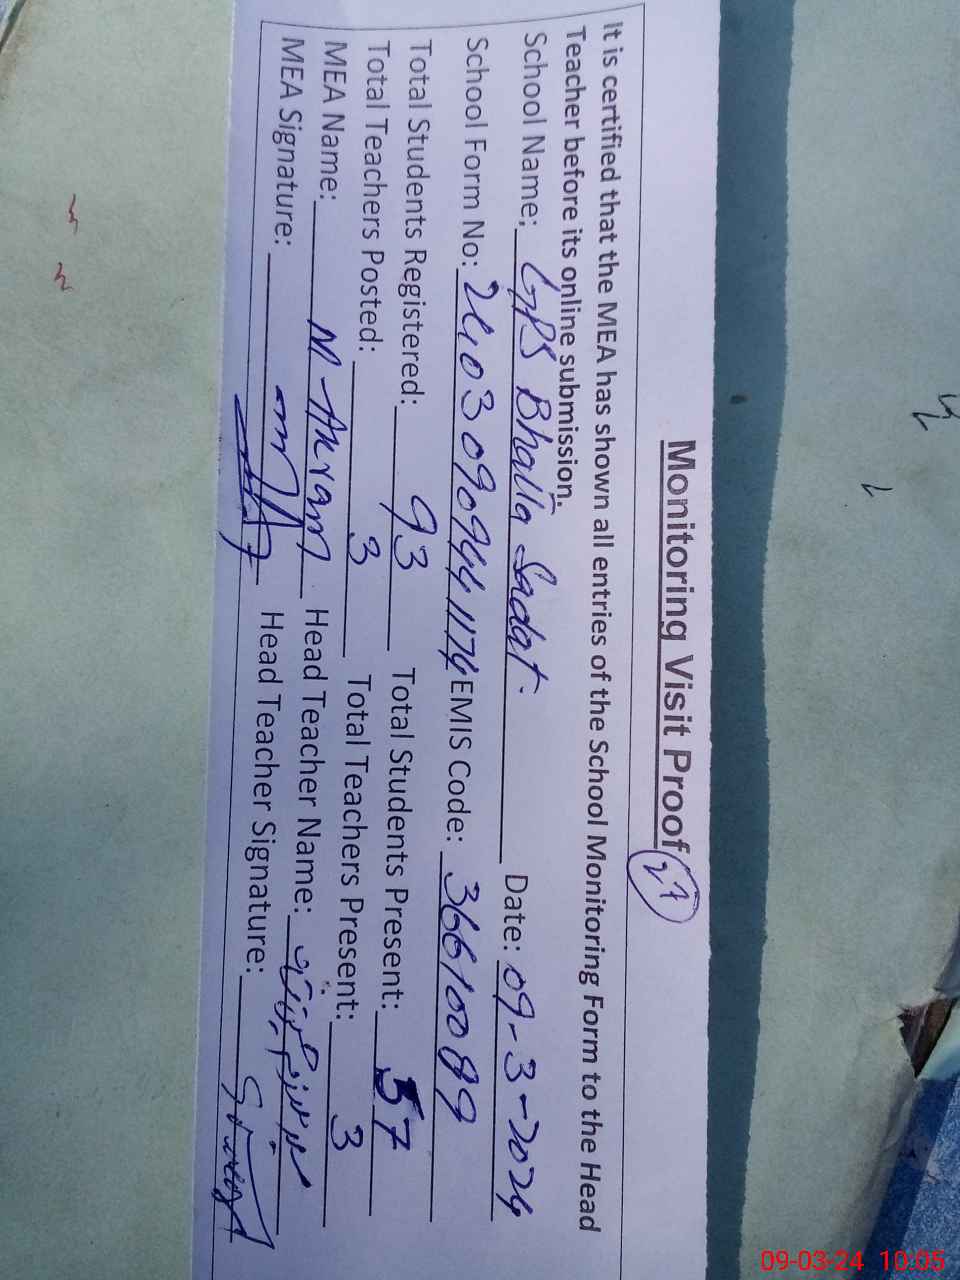 Monitoring Visit Proof 27
It is certified that the MEA has shown all entries of the School Monitoring Form to the Head
Teacher before its online submission.
School Name: GPS Bhaila Sadat. Date: 09-3-2024
School Form No: 24030909441174 EMIS Code: 36610089
Total Students Registered: 93 Total Students Present: 57
Total Teachers Posted: 3 Total Teachers Present: 3
MEA Name: M Akram Head Teacher Name:
MEA Signature: Head Teacher Signature:
09-03-24 10:05